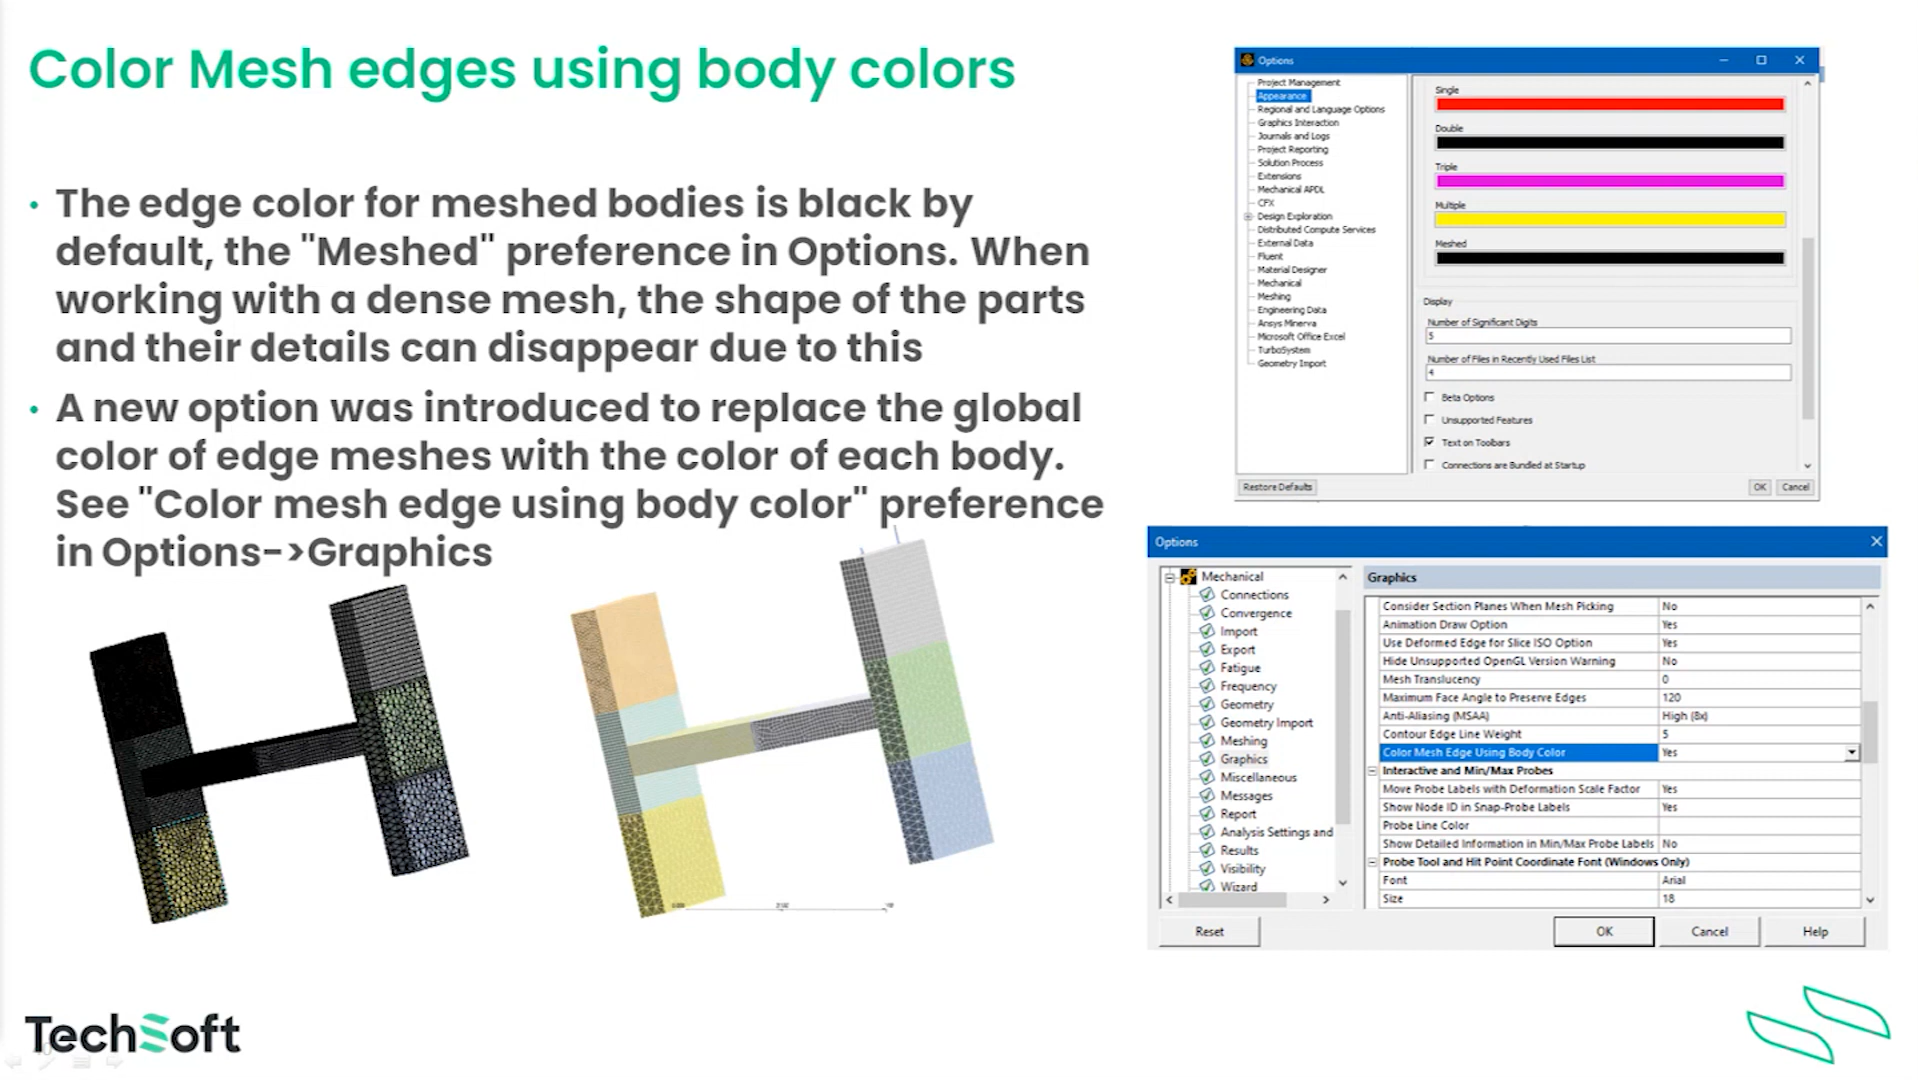 Color Mesh edges using body colors
• The edge color for meshed bodies is black by
default, the "Meshed" preference in Options. When
working with a dense mesh, the shape of the parts
and their details can disappear due to this
• A new option was introduced to replace the global
color of edge meshes with the color of each body.
See "Color mesh edge using body color" preference
in Options->Graphics
Options
Project Management
Appearance
Regional and Language Options
Graphics Interaction
Journals and Logs
Project Reporting
Solution Process
Extensions
Mechanical APDL
CFX
Design Exploration
Distributed Compute Services
External Data
Fluent
Material Designer
Mechanical
Meshing
Engineering Data
Ansys Minerva
Microsoft Office Excel
TurboSystem
Geometry Import
Single
Double
Triple
Multiple
Meshed
Display
Number of Significant Digits
5
Number of Files in Recently Used Files List
4
Beta Options
Unsupported Features
Text on Toolbars
Connections are Bundled at Startup
Restore Defaults
OK
Cancel
Options
Mechanical
Connections
Convergence
Import
Export
Fatigue
Frequency
Geometry
Geometry Import
Meshing
Graphics
Miscellaneous
Messages
Report
Analysis Settings and
Results
Visibility
Wizard
Graphics
Consider Section Planes When Mesh Picking No
Animation Draw Option Yes
Use Deformed Edge for Slice ISO Option Yes
Hide Unsupported OpenGL Version Warning No
Mesh Translucency 0
Maximum Face Angle to Preserve Edges 120
Anti-Aliasing (MSAA) High (8x)
Contour Edge Line Weight 5
Color Mesh Edge Using Body Color Yes
Interactive and Min/Max Probes
Move Probe Labels with Deformation Scale Factor Yes
Show Node ID in Snap-Probe Labels Yes
Probe Line Color
Show Detailed Information in Min/Max Probe Labels No
Probe Tool and Hit Point Coordinate Font (Windows Only)
Font Arial
Size 18
Reset
OK
Cancel
Help
TechSoft